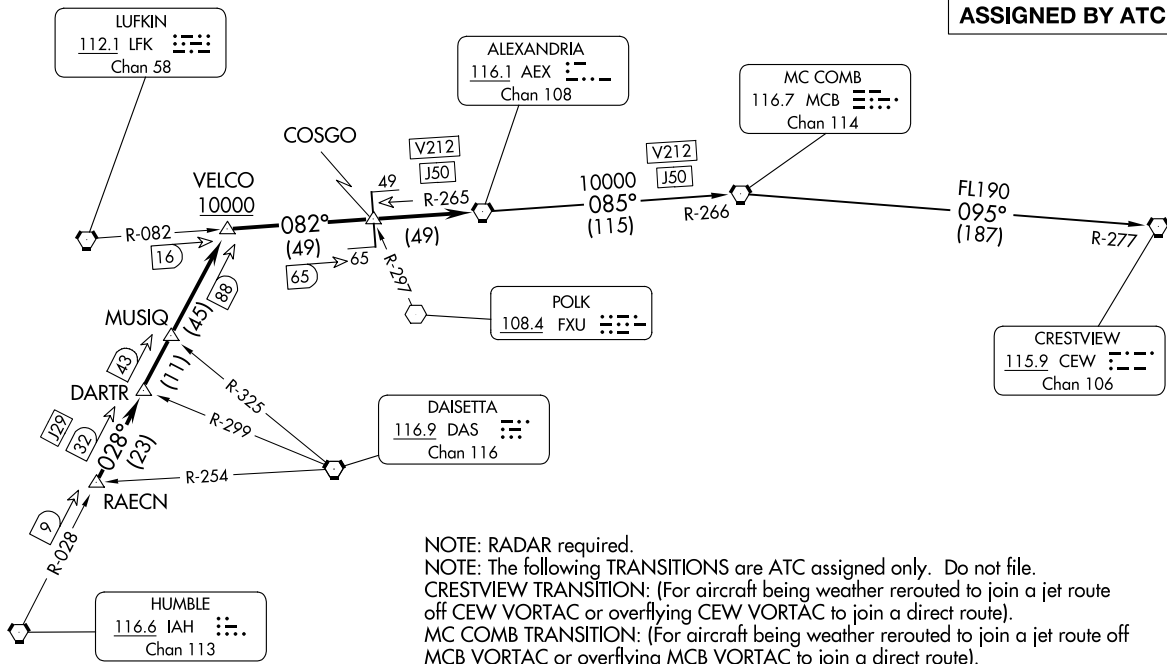 ASSIGNED BY ATC
LUFKIN
112.1 LFK
Chan 58
ALEXANDRIA
116.1 AEX
Chan 108
MC COMB
116.7 MCB
Chan 114
COSGO
VELCO
10000
V212
J50
49
R-265
V212
J50
10000
085°
(115)
R-266
FL190
095°
(187)
R-277
R-082
16
082°
(49)
65
65
(49)
R-297
88
(45)
MUSIQ
POLK
108.4 FXU
CRESTVIEW
115.9 CEW
Chan 106
43
(11)
DARTR
R-325
R-299
J29
32
028°
(23)
DAISETTA
116.9 DAS
Chan 116
R-254
RAECN
9
R-028
HUMBLE
116.6 IAH
Chan 113
NOTE: RADAR required.
NOTE: The following TRANSITIONS are ATC assigned only. Do not file.
CRESTVIEW TRANSITION: (For aircraft being weather rerouted to join a jet route
off CEW VORTAC or overflying CEW VORTAC to join a direct route).
MC COMB TRANSITION: (For aircraft being weather rerouted to join a jet route off
MCB VORTAC or overflying MCB VORTAC to join a direct route).